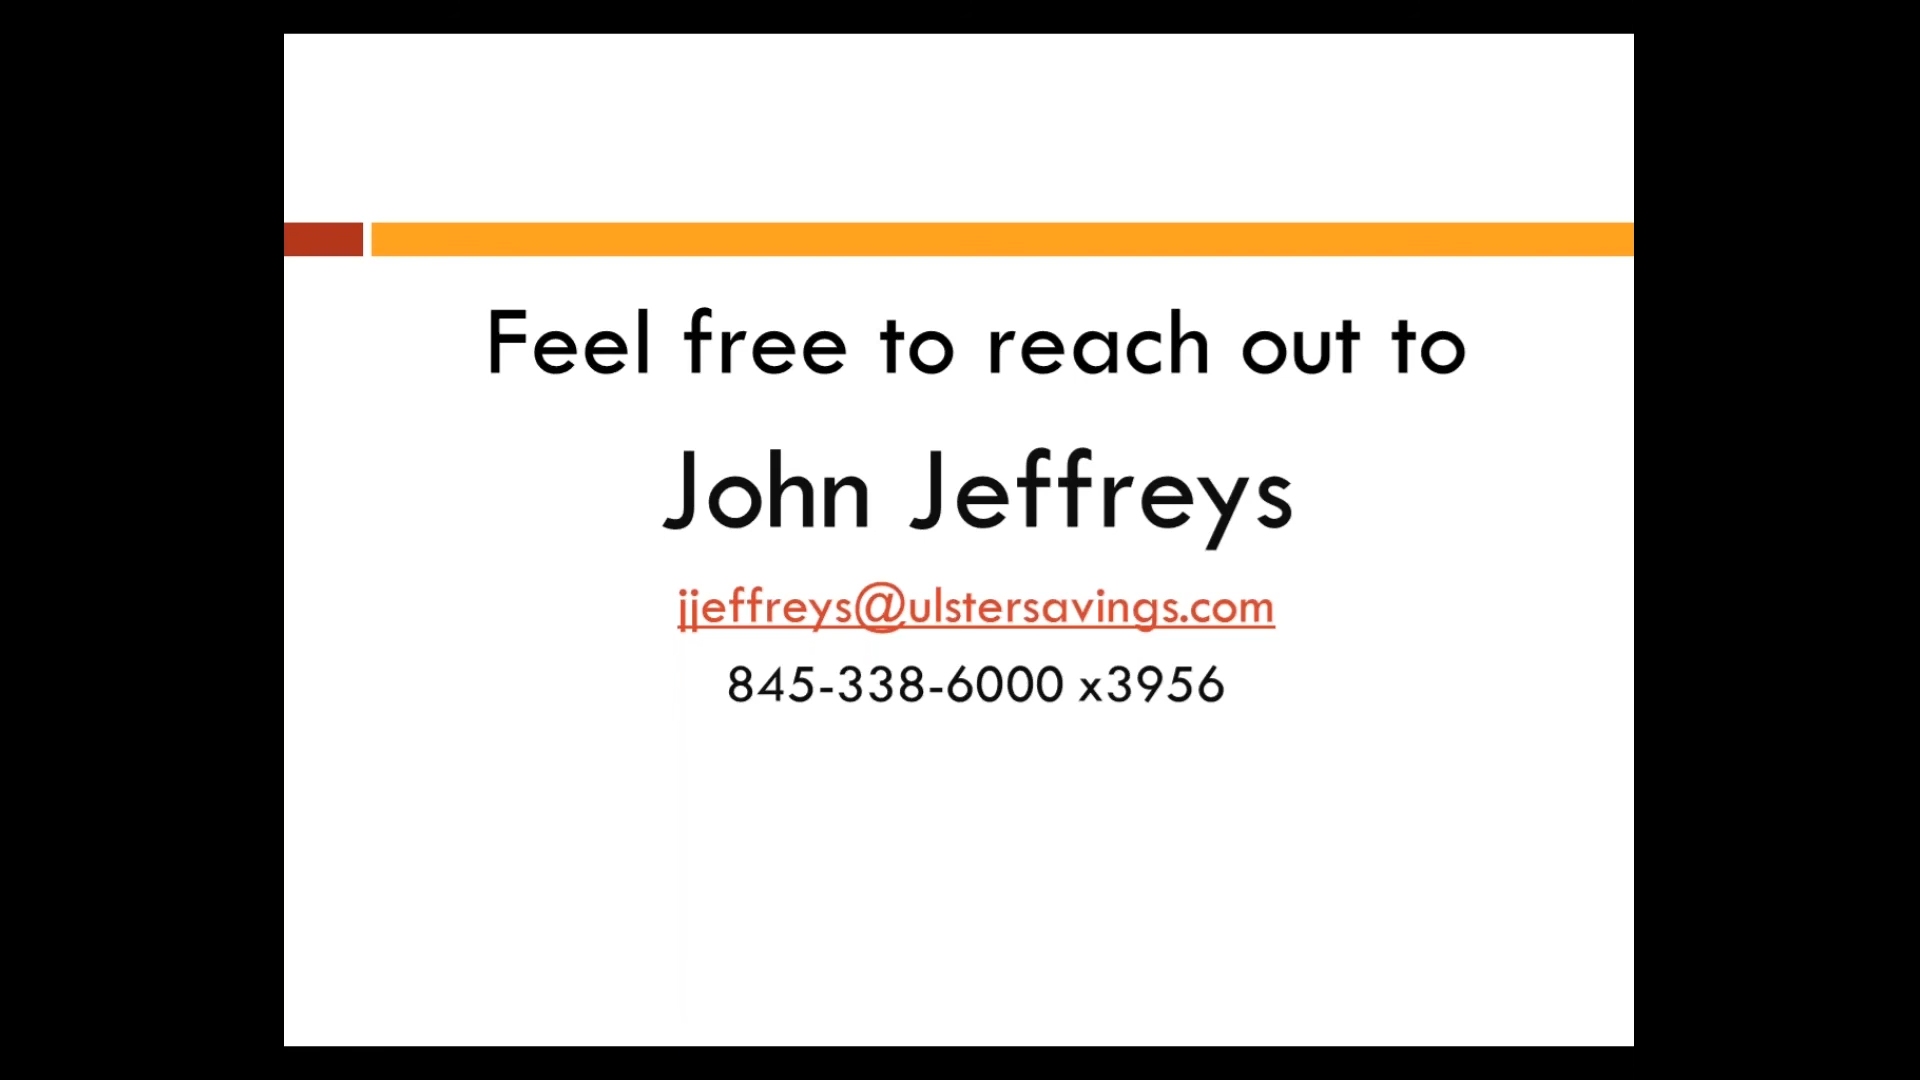 Feel free to reach out to
John Jeffreys
jjeffreys@ulstersavings.com
845-338-6000 x3956